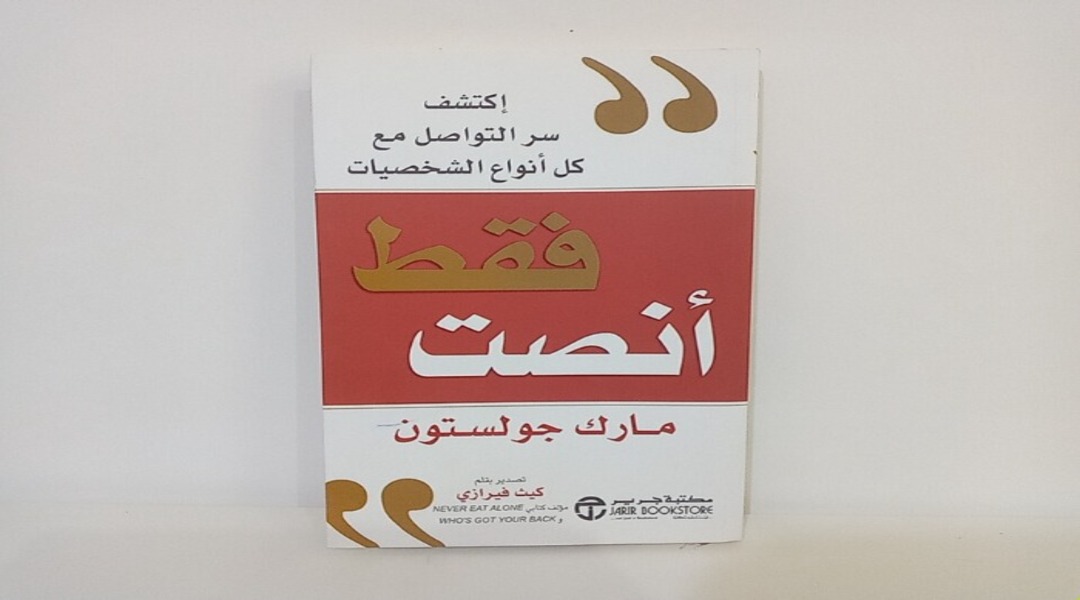 إكتشف
سر التواصل مع
كل أنواع الشخصيات
فقط
أنصت
مارك جولستون
تصدير بقلم
كيث فيرازي
مؤلف كتابي NEVER EAT ALONE
و WHO'S GOT YOUR BACK
مكتبة جرير
JARIR BOOKSTORE